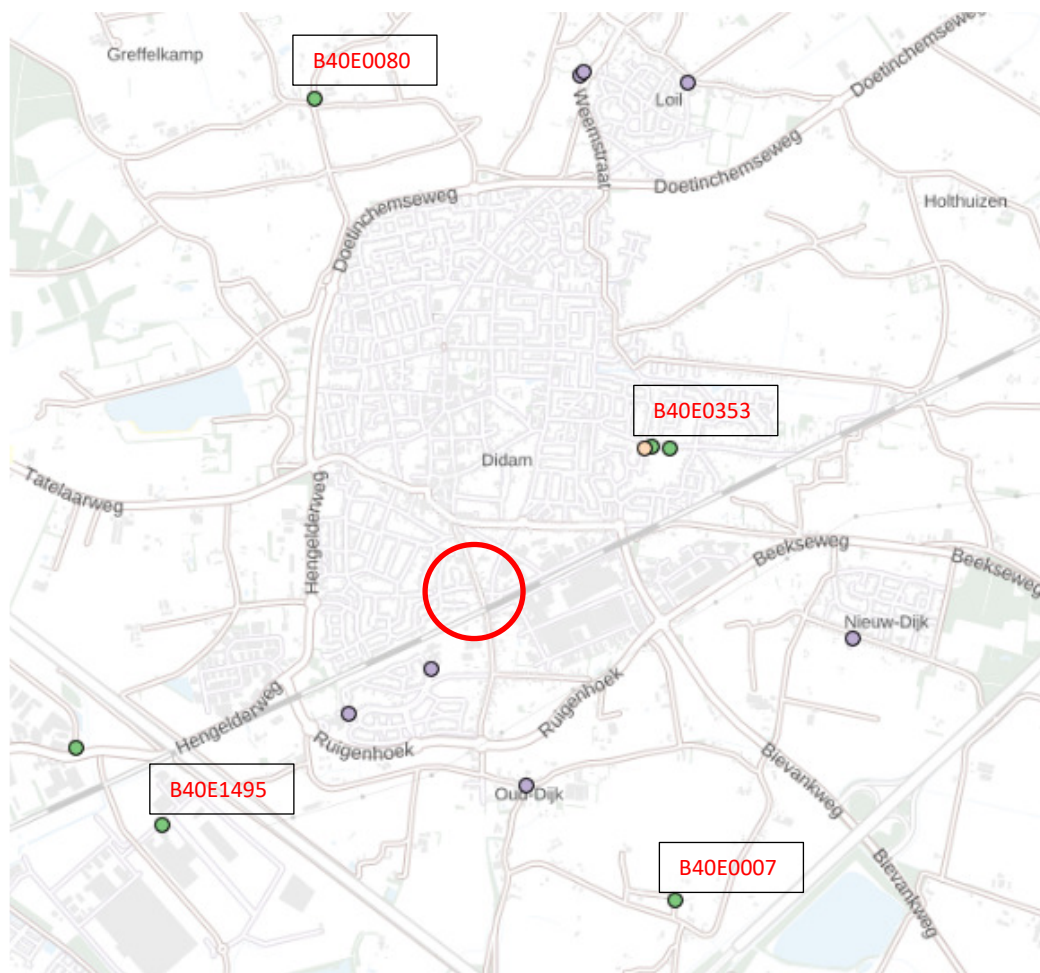 Greffelkamp
B40E0080
Loil
Doetinchemseweg
Weemstraat
Doetinchemseweg
Doetinchemseweg
Holthuizen
B40E0353
Didam
Tatelaarweg
Hengelderweg
Beekseweg
Beekseweg
Nieuw-Dijk
Hengelderweg
Ruigenhoek
Ruigenhoek
B40E1495
Oud-Dijk
Bievankweg
B40E0007
Bievankweg